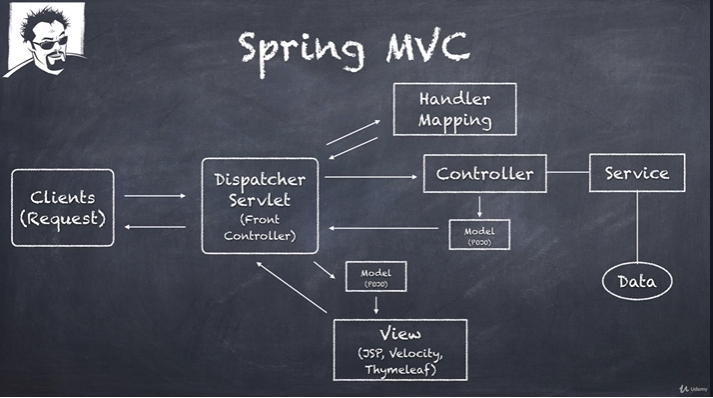 Spring MVC
Handler
Mapping
Clients
(Request)
Dispatcher
Servlet
(Front
Controller)
Controller
Service
Model
(POJO)
Data
Model
(POJO)
View
(JSP, Velocity,
Thymeleaf)
Udemy